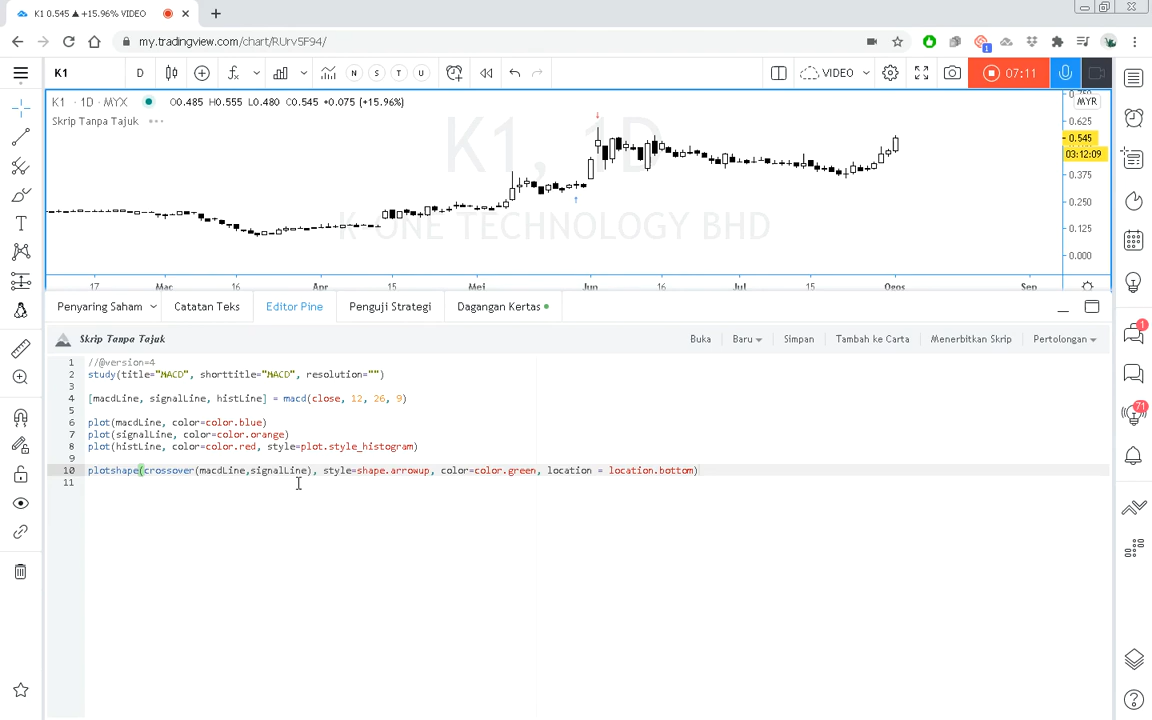 K1 0.545 ▲ +15.96% VIDEO
my.tradingview.com/chart/RUrv5F94/
K1 D N S T U VIDEO 07:11
K1 · 1D · MYX O0.485 H0.555 L0.480 C0.545 +0.075 (+15.96%)
Skrip Tanpa Tajuk
MYR
0.750
0.625
0.545
03:12:09
0.375
0.250
0.125
0.000
K1, 1D
K-ONE TECHNOLOGY BHD
17 Mac 16 Apr 15 Mei Jun 15 Jul 15 Ogos Sep
Penyaring Saham Catatan Teks Editor Pine Penguji Strategi Dagangan Kertas
Skrip Tanpa Tajuk Buka Baru Simpan Tambah ke Carta Menerbitkan Skrip Pertolongan
1 //@version=4
2 study(title="MACD", shorttitle="MACD", resolution="")
3
4 [macdLine, signalLine, histLine] = macd(close, 12, 26, 9)
5
6 plot(macdLine, color=color.blue)
7 plot(signalLine, color=color.orange)
8 plot(histLine, color=color.red, style=plot.style_histogram)
9
10 plotshape(crossover(macdLine,signalLine), style=shape.arrowup, color=color.green, location = location.bottom)
11
1
1
71